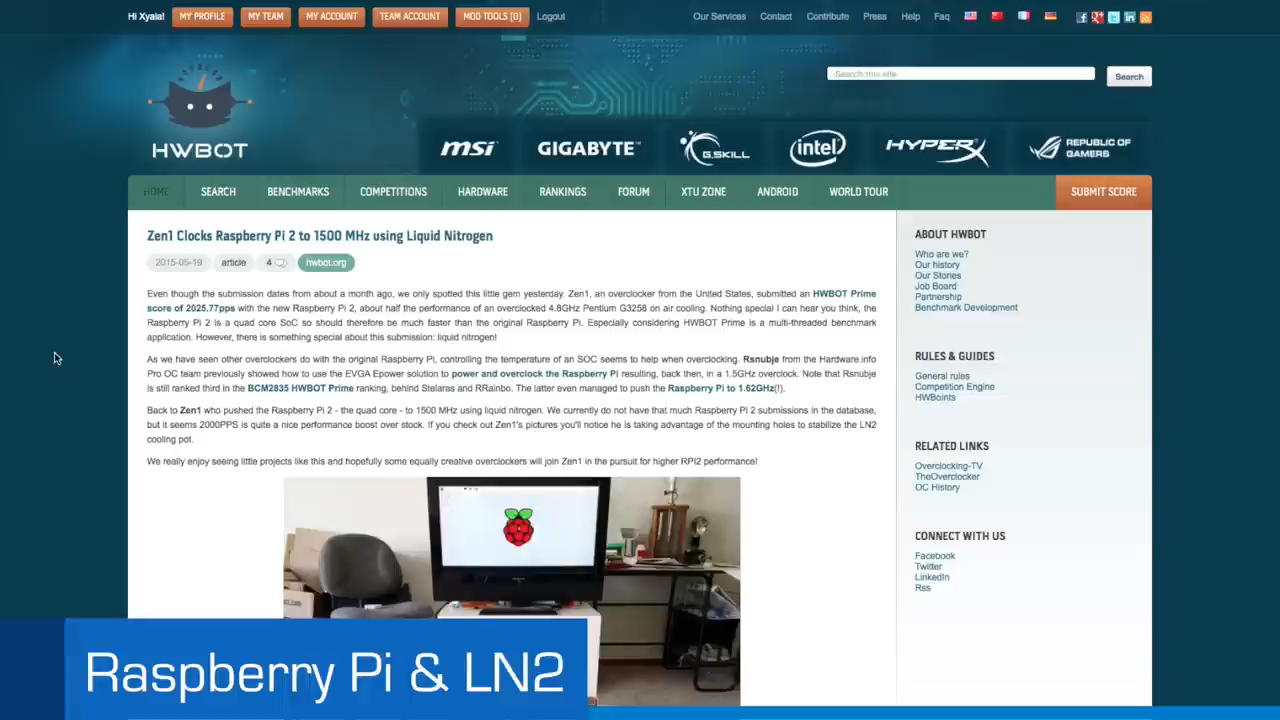 Hi Xyala! MY PROFILE MY TEAM MY ACCOUNT TEAM ACCOUNT MOD TOOLS (0) Logout Our Services Contact Contribute Press Help Faq
Search this site Search
HWBOT
msi GIGABYTE G.SKILL intel HYPERX REPUBLIC OF
GAMERS
HOME SEARCH BENCHMARKS COMPETITIONS HARDWARE RANKINGS FORUM XTU ZONE ANDROID WORLD TOUR SUBMIT SCORE
Zen1 Clocks Raspberry Pi 2 to 1500 MHz using Liquid Nitrogen
2015-05-19 article 4 hwbot.org
Even though the submission dates from about a month ago, we only spotted this little gem yesterday. Zen1, an overclocker from the United States, submitted an HWBOT Prime
score of 2025.77pps with the new Raspberry Pi 2, about half the performance of an overclocked 4.8GHz Pentium G3258 on air cooling. Nothing special I can hear you think, the
Raspberry Pi 2 is a quad core SoC so should therefore be much faster than the original Raspberry Pi. Especially considering HWBOT Prime is a multi-threaded benchmark
application. However, there is something special about this submission: liquid nitrogen!
As we have seen other overclockers do with the original Raspberry Pi, controlling the temperature of an SOC seems to help when overclocking. Rsnubje from the Hardware.info
Pro OC team previously showed how to use the EVGA Epower solution to power and overclock the Raspberry Pi resulting, back then, in a 1.5GHz overclock. Note that Rsnubje
is still ranked third in the BCM2835 HWBOT Prime ranking, behind Stelaras and RRainbo. The latter even managed to push the Raspberry Pi to 1.62GHz(!).
Back to Zen1 who pushed the Raspberry Pi 2 - the quad core - to 1500 MHz using liquid nitrogen. We currently do not have that much Raspberry Pi 2 submissions in the database,
but it seems 2000PPS is quite a nice performance boost over stock. If you check out Zen1's pictures you'll notice he is taking advantage of the mounting holes to stabilize the LN2
cooling pot.
We really enjoy seeing little projects like this and hopefully some equally creative overclockers will join Zen1 in the pursuit for higher RPI2 performance!
ABOUT HWBOT
Who are we?
Our history
Our Stories
Job Board
Partnership
Benchmark Development
RULES & GUIDES
General rules
Competition Engine
HWBoints
RELATED LINKS
Overclocking-TV
TheOverclocker
OC History
CONNECT WITH US
Facebook
Twitter
LinkedIn
Rss
Raspberry Pi & LN2